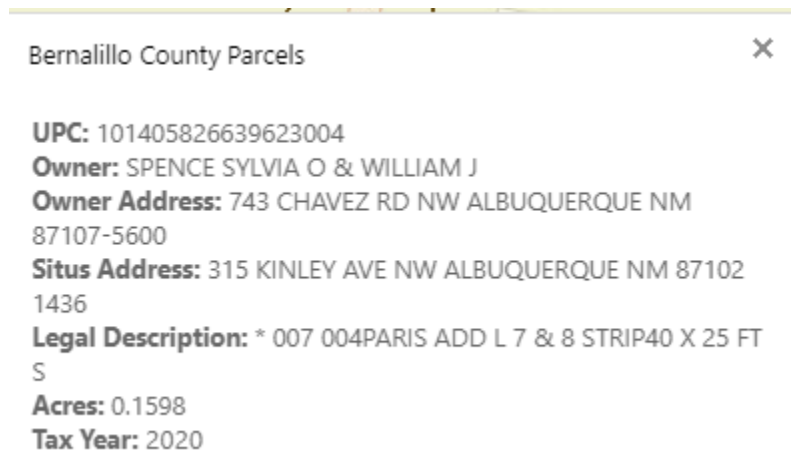 Bernalillo County Parcels
UPC: 101405826639623004
Owner: SPENCE SYLVIA O & WILLIAM J
Owner Address: 743 CHAVEZ RD NW ALBUQUERQUE NM
87107-5600
Situs Address: 315 KINLEY AVE NW ALBUQUERQUE NM 87102
1436
Legal Description: * 007 004PARIS ADD L 7 & 8 STRIP40 X 25 FT
S
Acres: 0.1598
Tax Year: 2020